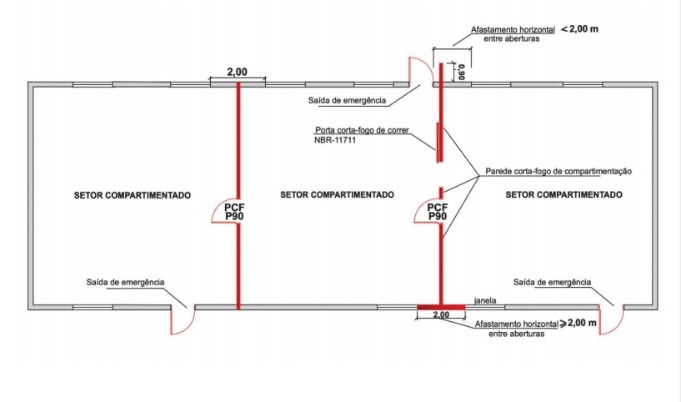 Afastamento horizontal < 2,00 m
entre aberturas
0,90
2,00
Saída de emergência
Porta corta-fogo de correr
NBR-11711
Parede corta-fogo de compartimentação
SETOR COMPARTIMENTADO
SETOR COMPARTIMENTADO
SETOR COMPARTIMENTADO
PCF
P90
PCF
P90
Saída de emergência
Saída de emergência
janela
2,00
Afastamento horizontal ⩾ 2,00 m
entre aberturas